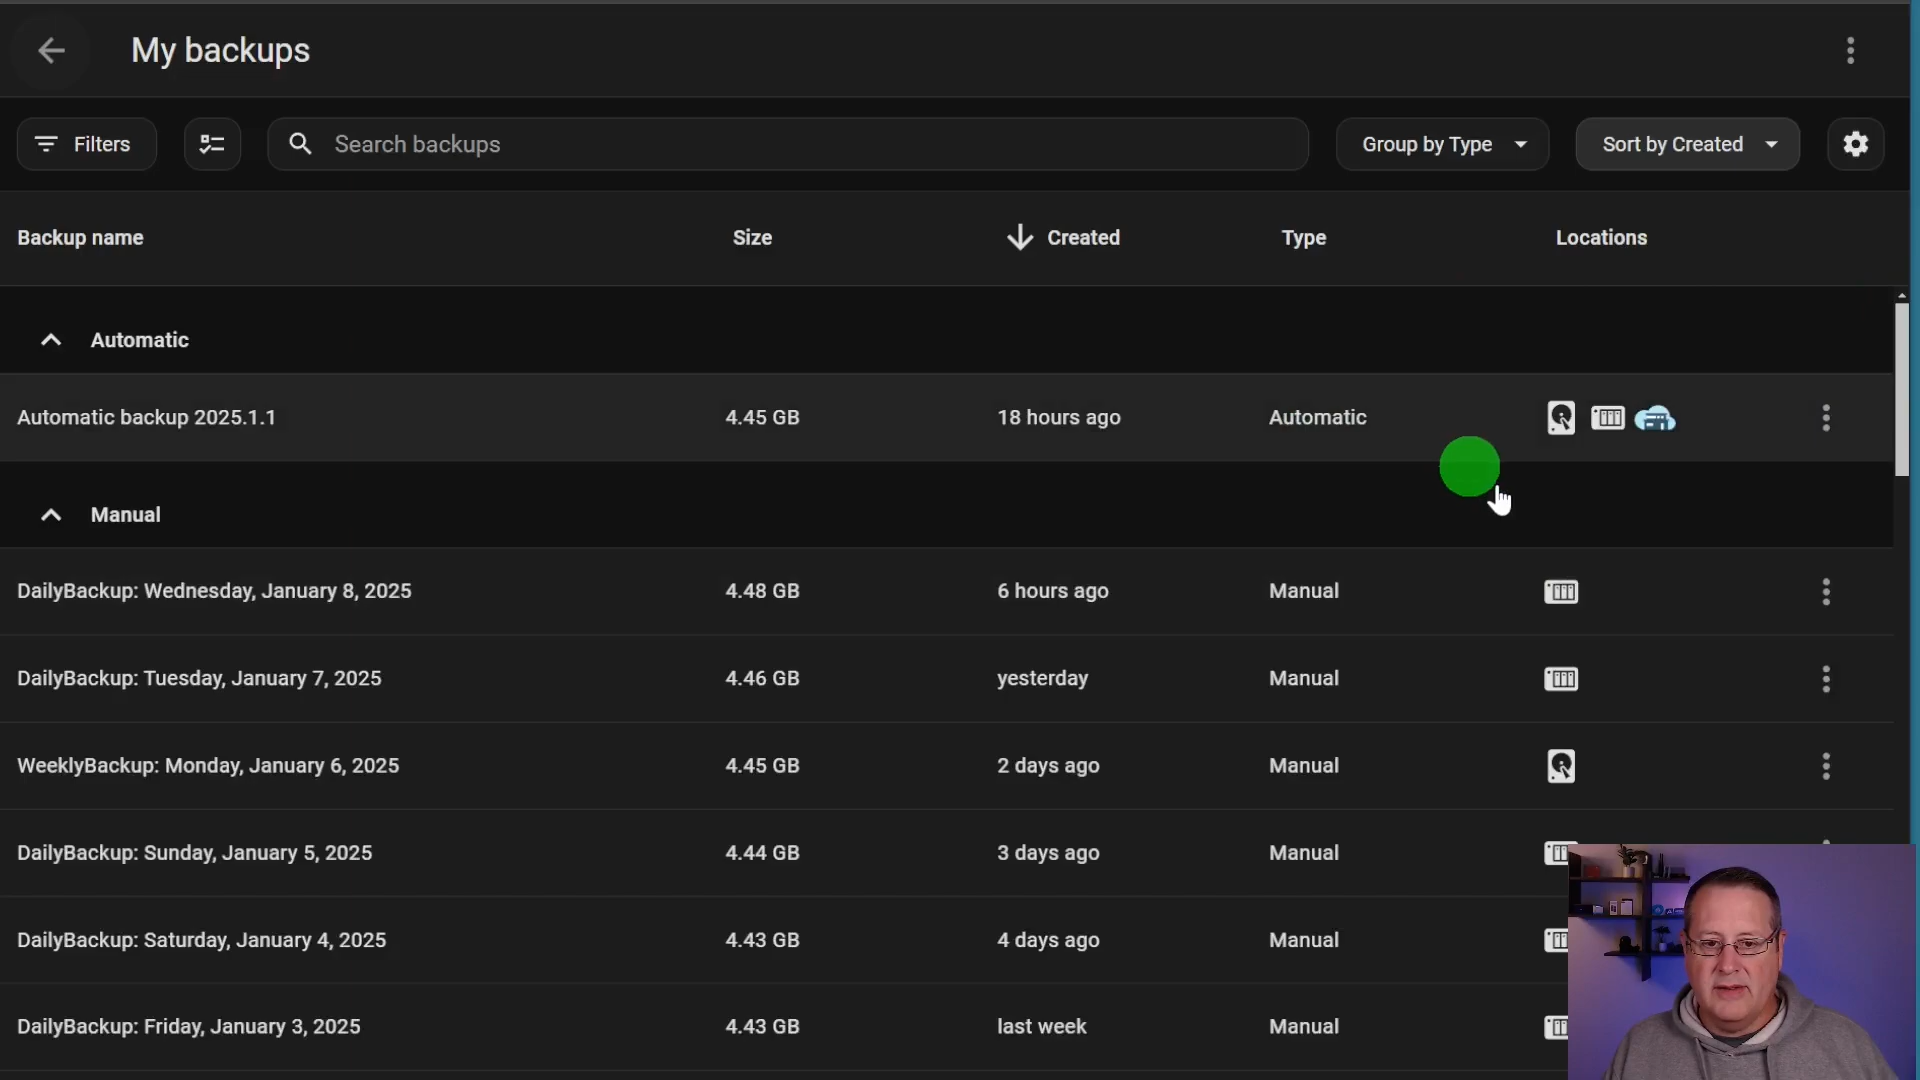 My backups
Filters
Search backups
Group by Type
Sort by Created
Backup name Size Created Type Locations
Automatic
Automatic backup 2025.1.1 4.45 GB 18 hours ago Automatic
Manual
DailyBackup: Wednesday, January 8, 2025 4.48 GB 6 hours ago Manual
DailyBackup: Tuesday, January 7, 2025 4.46 GB yesterday Manual
WeeklyBackup: Monday, January 6, 2025 4.45 GB 2 days ago Manual
DailyBackup: Sunday, January 5, 2025 4.44 GB 3 days ago Manual
DailyBackup: Saturday, January 4, 2025 4.43 GB 4 days ago Manual
DailyBackup: Friday, January 3, 2025 4.43 GB last week Manual